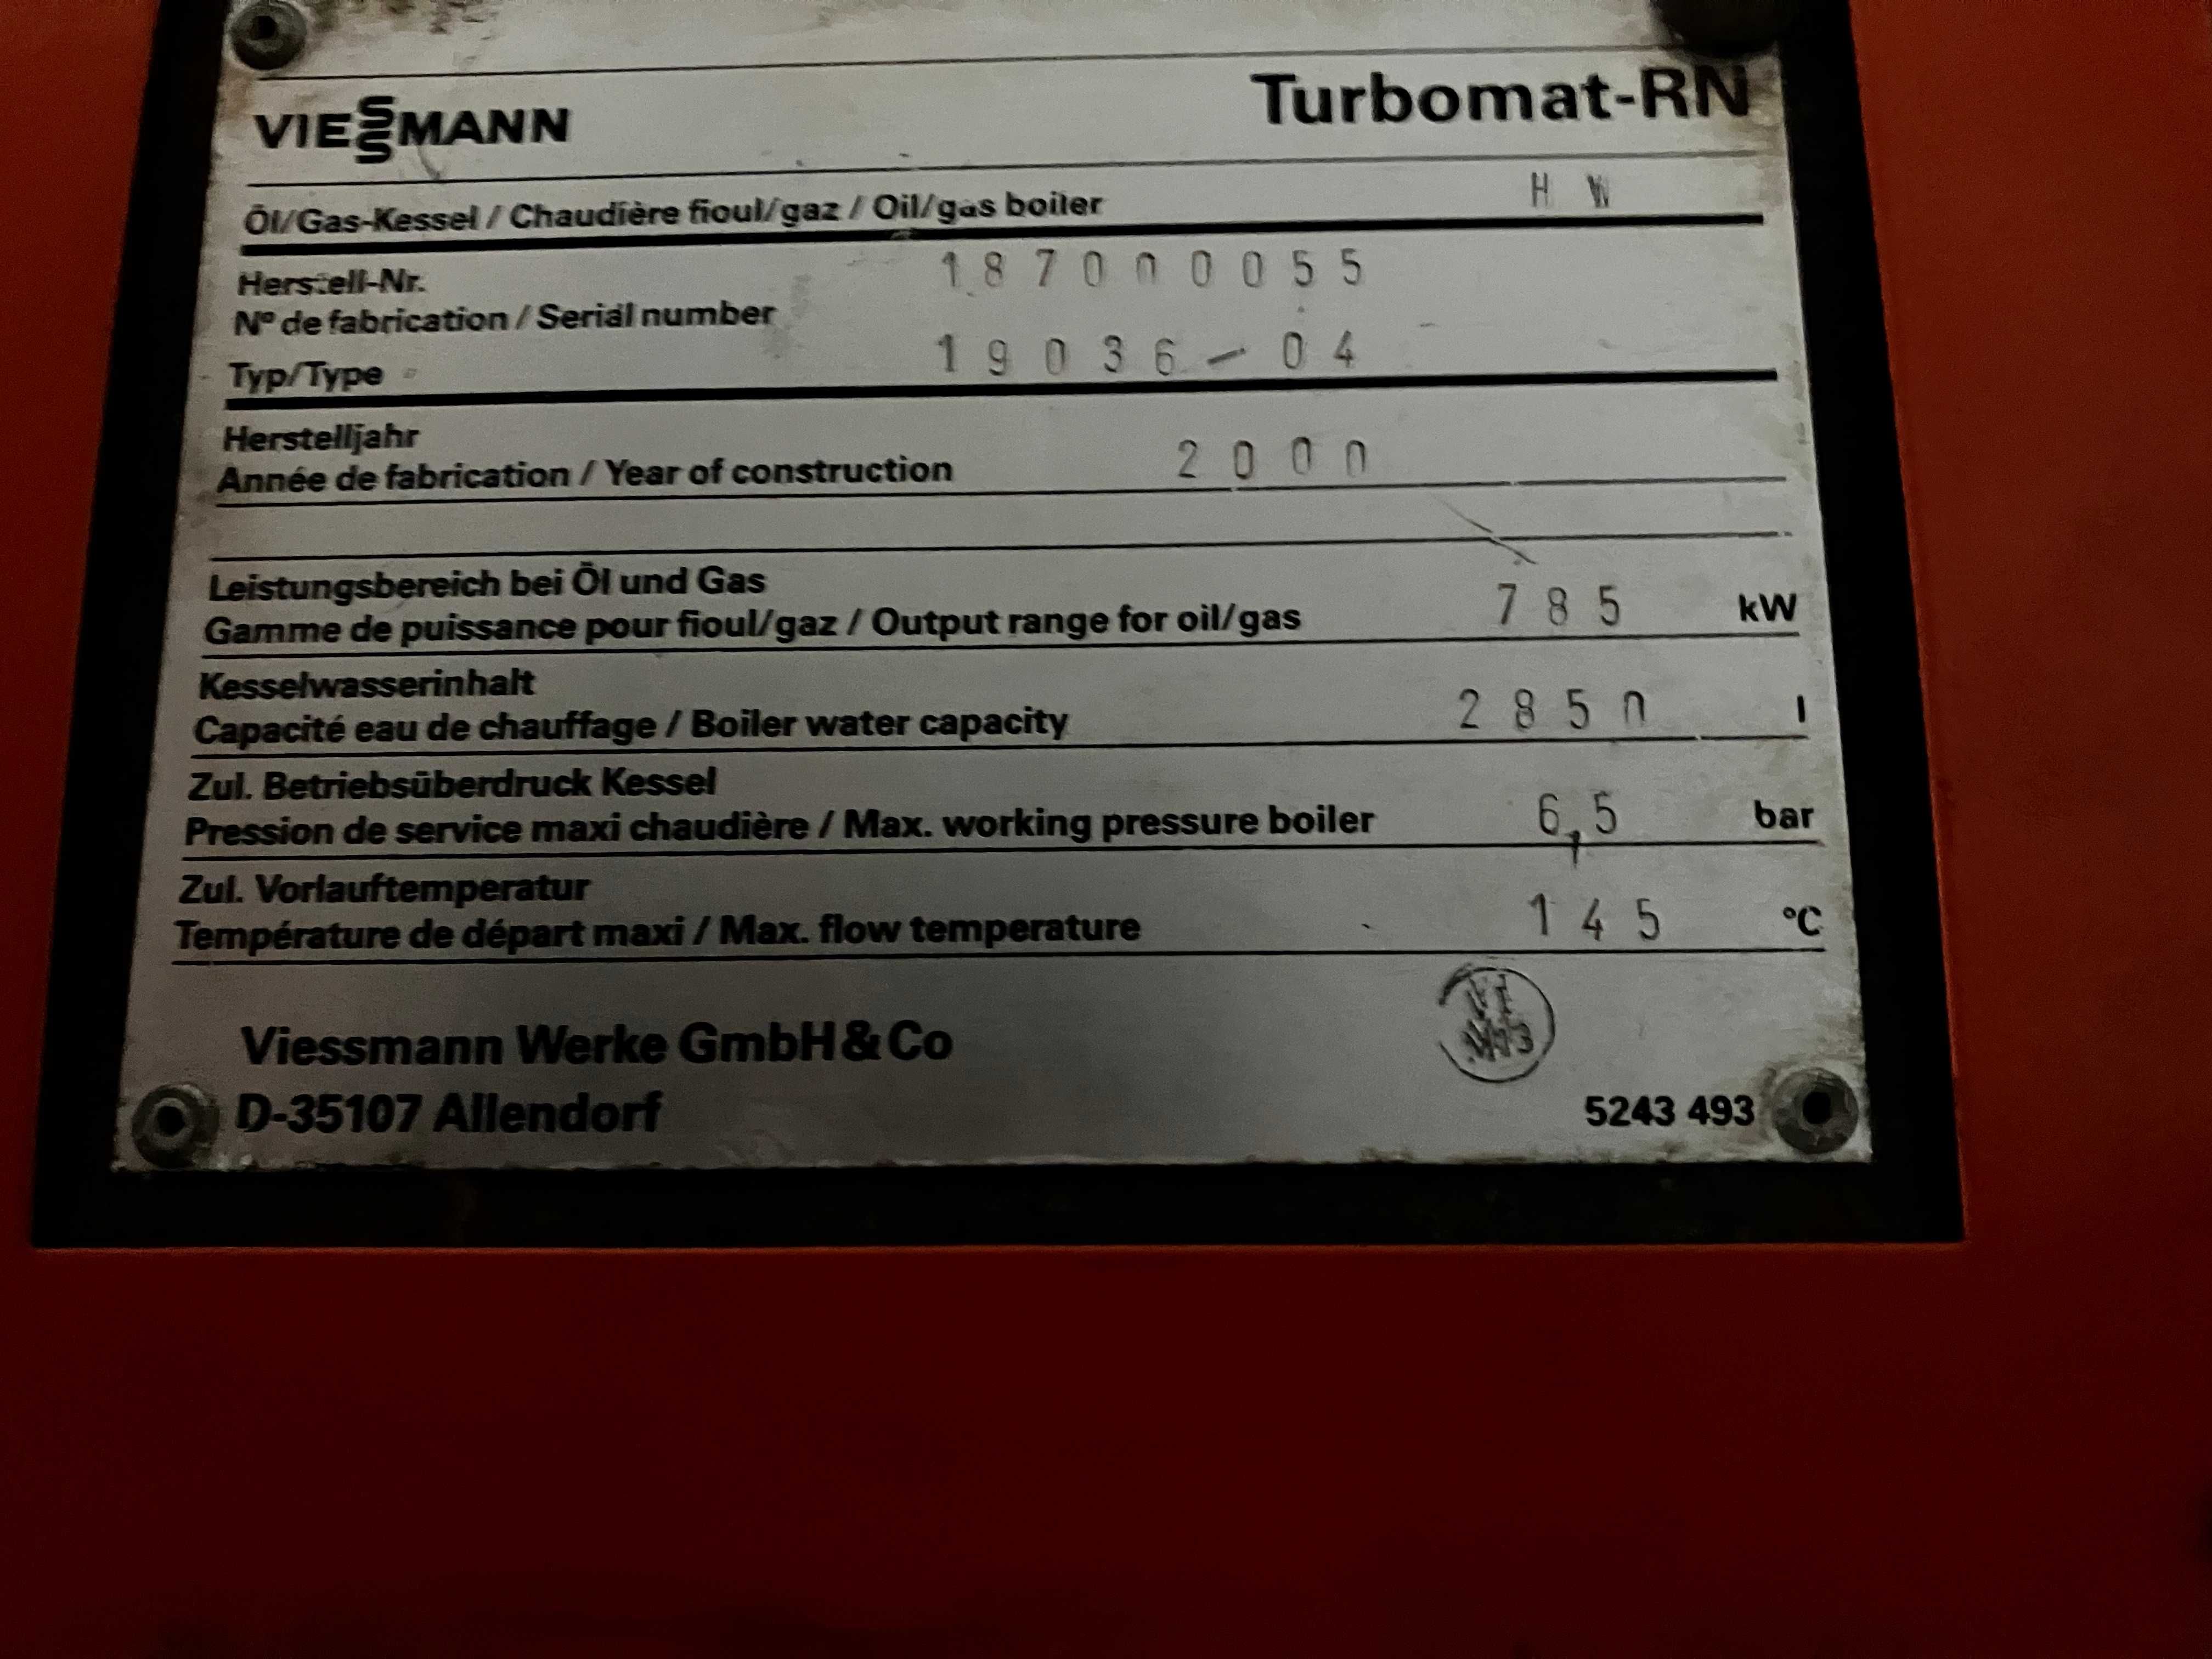 VIESSMANN Turbomat-RN
Öl/Gas-Kessel / Chaudière fioul/gaz / Oil/gas boiler H W
Herstell-Nr. 187000055
Nº de fabrication / Serial number
Typ/Type 19036-04
Herstelljahr
Année de fabrication / Year of construction 2000
Leistungsbereich bei Öl und Gas
Gamme de puissance pour fioul/gaz / Output range for oil/gas 785 kW
Kesselwasserinhalt
Capacité eau de chauffage / Boiler water capacity 2850 l
Zul. Betriebsüberdruck Kessel
Pression de service maxi chaudière / Max. working pressure boiler 6,5 bar
Zul. Vorlauftemperatur
Température de départ maxi / Max. flow temperature 145 °C
Viessmann Werke GmbH & Co
D-35107 Allendorf 5243 493